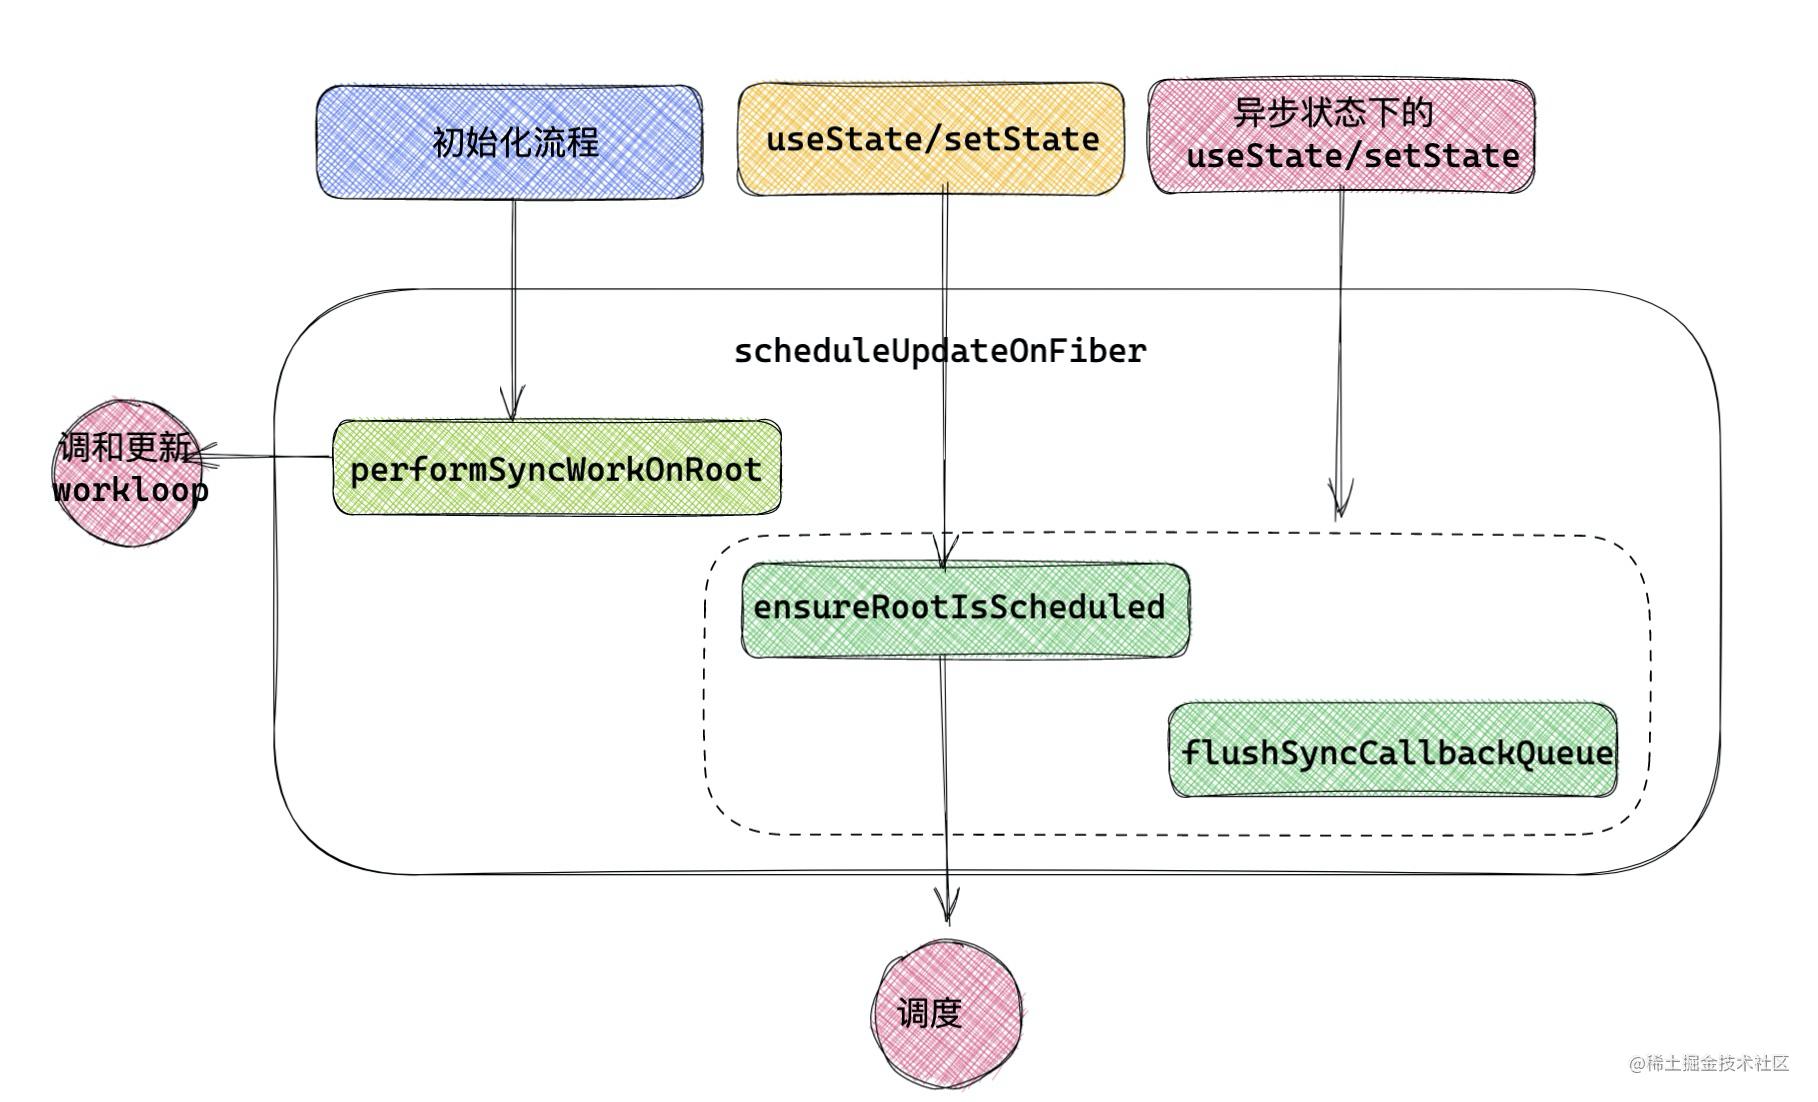 初始化流程
useState/setState
异步状态下的
useState/setState
scheduleUpdateOnFiber
调和更新
workloop
performSyncWorkOnRoot
ensureRootIsScheduled
flushSyncCallbackQueue
调度
@稀土掘金技术社区